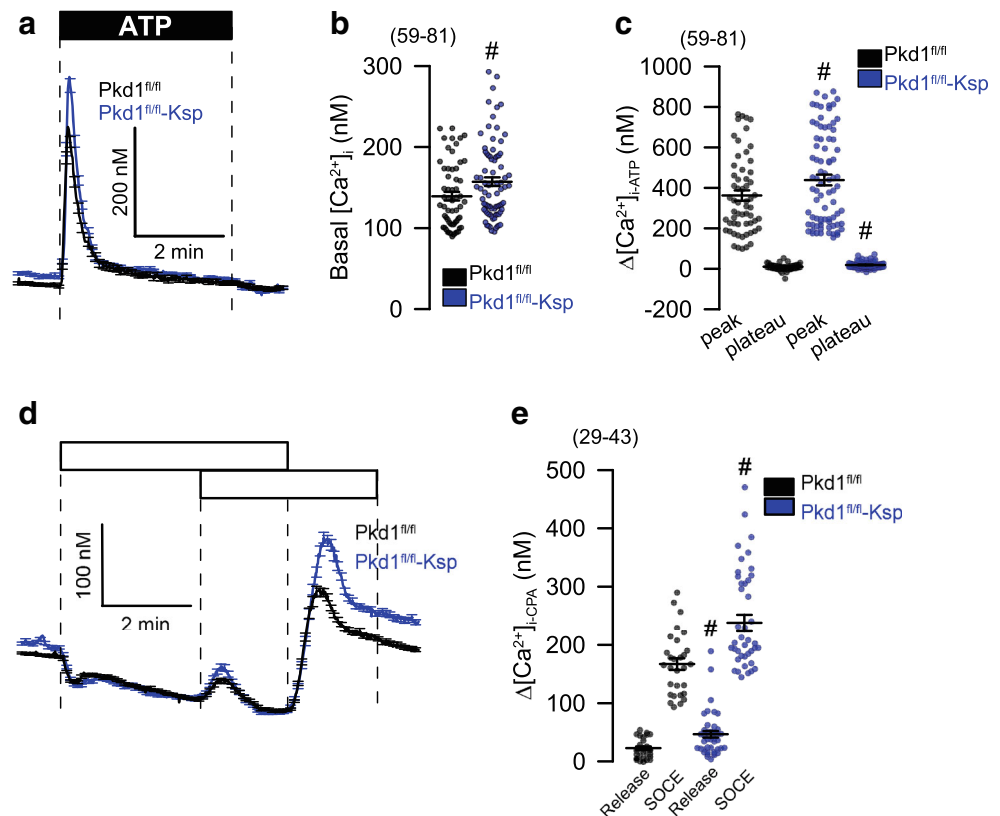 a
ATP
Pkd1fl/fl
Pkd1fl/fl-Ksp
200 nM
2 min
b
(59-81)
#
300
200
100
0
Basal [Ca2+]i (nM)
Pkd1fl/fl
Pkd1fl/fl-Ksp
c
(59-81)
#
#
1000
800
600
400
200
0
-200
Δ[Ca2+]i-ATP (nM)
peak
plateau
peak
plateau
Pkd1fl/fl
Pkd1fl/fl-Ksp
d
Pkd1fl/fl
Pkd1fl/fl-Ksp
100 nM
2 min
e
(29-43)
#
#
500
400
300
200
100
0
Δ[Ca2+]i-CPA (nM)
Release
SOCE
Release
SOCE
Pkd1fl/fl
Pkd1fl/fl-Ksp